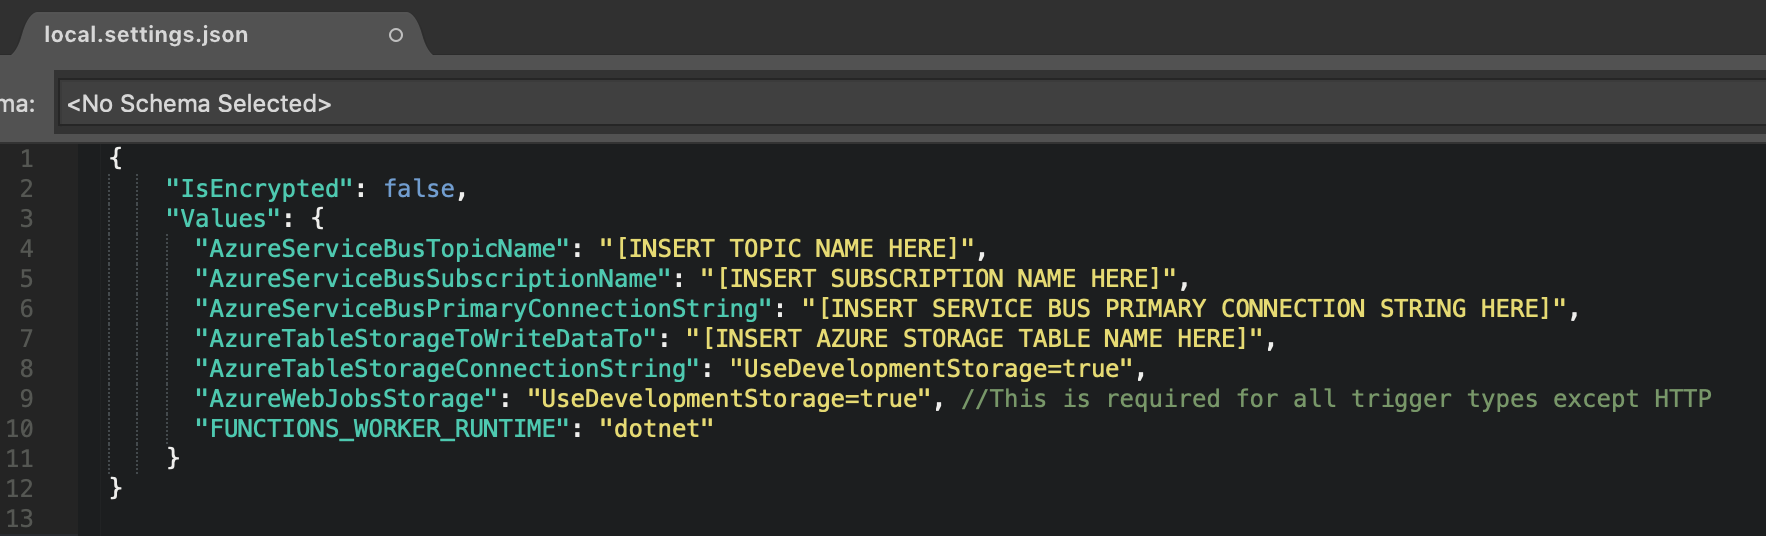 local.settings.json
ma: <No Schema Selected>
1 {
2 "IsEncrypted": false,
3 "Values": {
4 "AzureServiceBusTopicName": "[INSERT TOPIC NAME HERE]",
5 "AzureServiceBusSubscriptionName": "[INSERT SUBSCRIPTION NAME HERE]",
6 "AzureServiceBusPrimaryConnectionString": "[INSERT SERVICE BUS PRIMARY CONNECTION STRING HERE]",
7 "AzureTableStorageToWriteDataTo": "[INSERT AZURE STORAGE TABLE NAME HERE]",
8 "AzureTableStorageConnectionString": "UseDevelopmentStorage=true",
9 "AzureWebJobsStorage": "UseDevelopmentStorage=true", //This is required for all trigger types except HTTP
10 "FUNCTIONS_WORKER_RUNTIME": "dotnet"
11 }
12 }
13